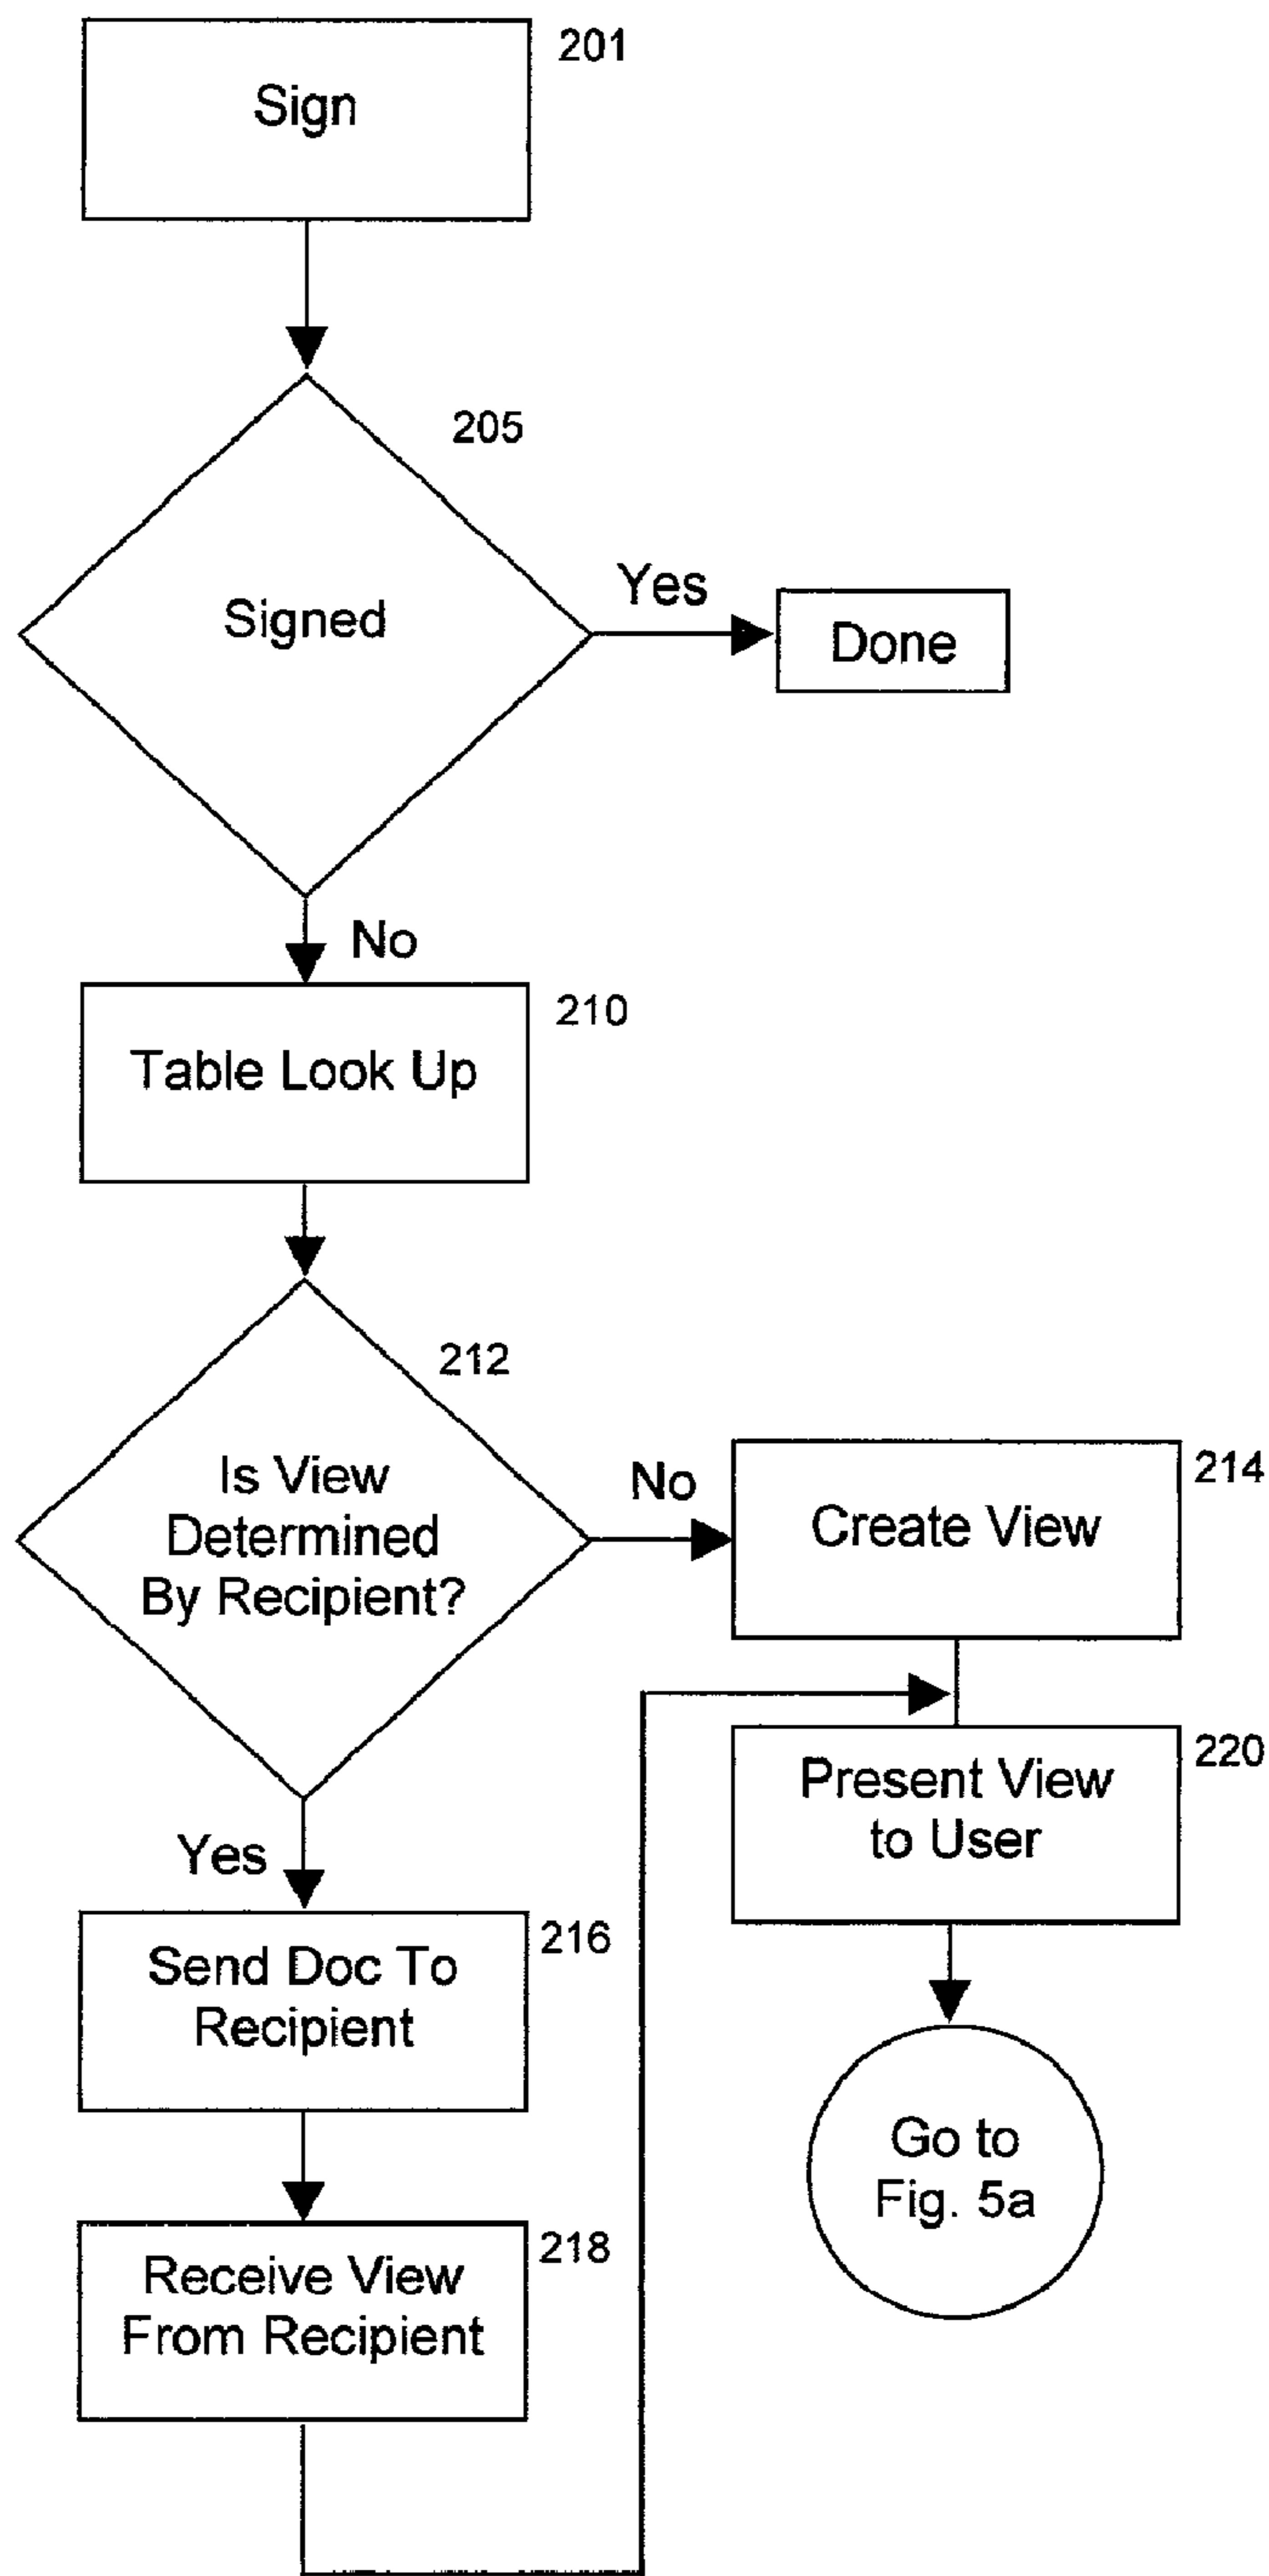 Sign
201
205
Signed
Yes
Done
No
210
Table Look Up
212
Is View
Determined
By Recipient?
No
214
Create View
220
Present View
to User
Yes
216
Send Doc To
Recipient
Go to
Fig. 5a
218
Receive View
From Recipient